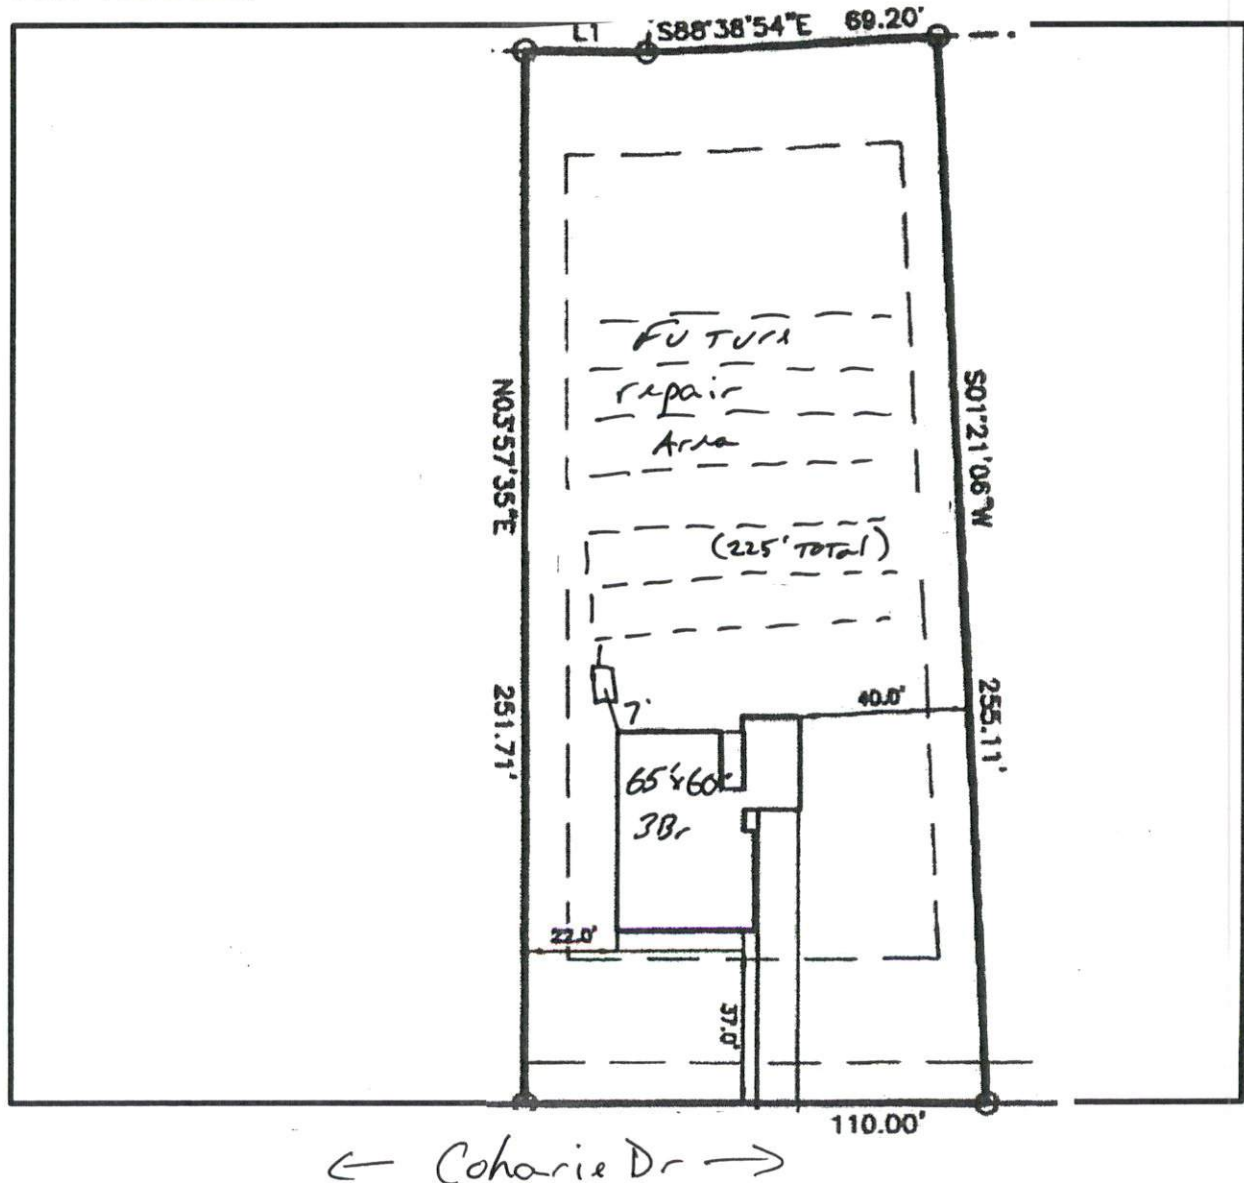 L1 S88°38'54"E 69.20'
FUTURE
repair
Area
N03°57'35"E
S01°21'06"W
(225' TOTAL)
40.0'
7'
251.71'
255.11'
65'x60'
3Br
22.0'
37.0'
110.00'
← Coharie Dr →